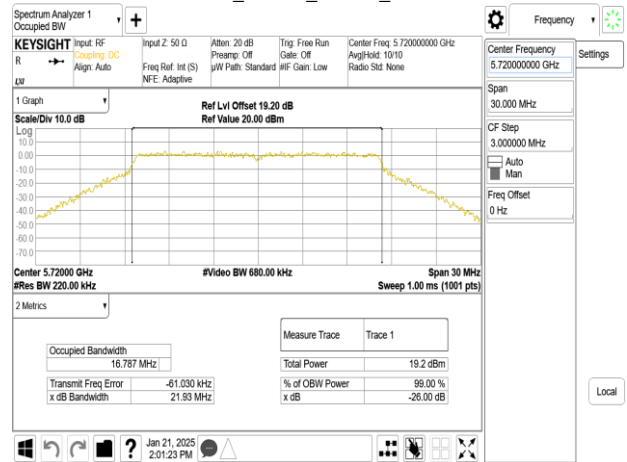 Spectrum Analyzer 1
Occupied BW
Frequency
KEYSIGHT Input: RF Input Z: 50 Ω Atten: 20 dB Trig: Free Run Center Freq: 5.720000000 GHz
R Coupling: DC Preamp: Off Gate: Off Avg|Hold: 10/10
Align: Auto Freq Ref: Int (S) µW Path: Standard #IF Gain: Low Radio Std: None
LXI NFE: Adaptive
Center Frequency
5.720000000 GHz
Settings
Span
30.000 MHz
CF Step
3.000000 MHz
Auto
Man
Freq Offset
0 Hz
Local
1 Graph
Ref Lvl Offset 19.20 dB
Scale/Div 10.0 dB Ref Value 20.00 dBm
Log
10.0
0.00
-10.0
-20.0
-30.0
-40.0
-50.0
-60.0
-70.0
Center 5.72000 GHz #Video BW 680.00 kHz Span 30 MHz
#Res BW 220.00 kHz Sweep 1.00 ms (1001 pts)
2 Metrics
Measure Trace Trace 1
Occupied Bandwidth
16.787 MHz Total Power 19.2 dBm
Transmit Freq Error -61.030 kHz % of OBW Power 99.00 %
x dB Bandwidth 21.93 MHz x dB -26.00 dB
? Jan 21, 2025
2:01:23 PM